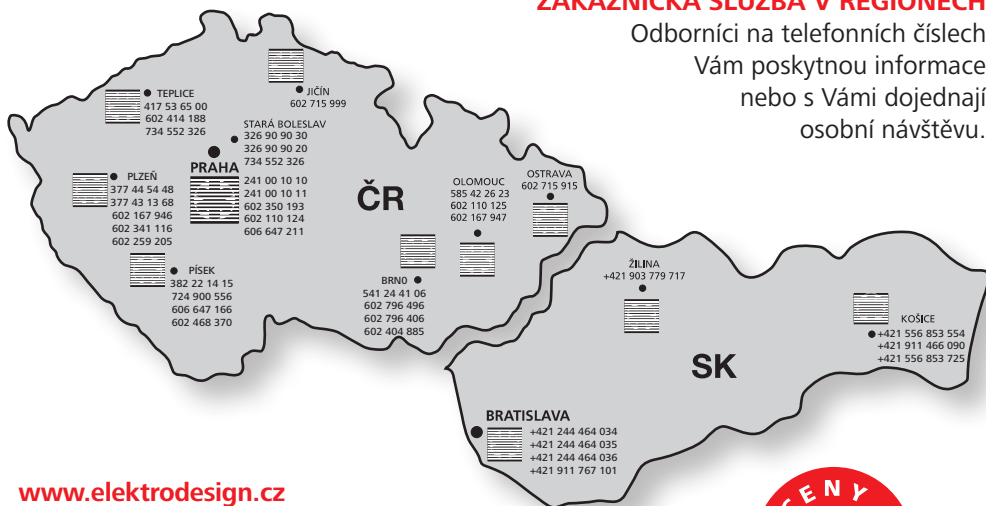 ZÁKAZNICKÁ SLUŽBA V REGIONECH
Odborníci na telefonních číslech
Vám poskytnou informace
nebo s Vámi dojednají
osobní návštěvu.
TEPLICE
417 53 65 00
602 414 188
734 552 326
JIČÍN
602 715 999
STARÁ BOLESLAV
326 90 90 30
326 90 90 20
734 552 326
PRAHA
241 00 10 10
241 00 10 11
602 350 193
602 110 124
606 647 211
PLZEŇ
377 44 54 48
377 43 13 68
602 167 946
602 341 116
602 259 205
PÍSEK
382 22 14 15
724 900 556
606 647 166
602 468 370
ČR
OLOMOUC
585 42 26 23
602 110 125
602 167 947
OSTRAVA
602 715 915
BRNO
541 24 41 06
602 796 496
602 796 406
602 404 885
ŽILINA
+421 903 779 717
KOŠICE
+421 556 853 554
+421 911 466 090
+421 556 853 725
SK
BRATISLAVA
+421 244 464 034
+421 244 464 035
+421 244 464 036
+421 911 767 101
www.elektrodesign.cz
CENY